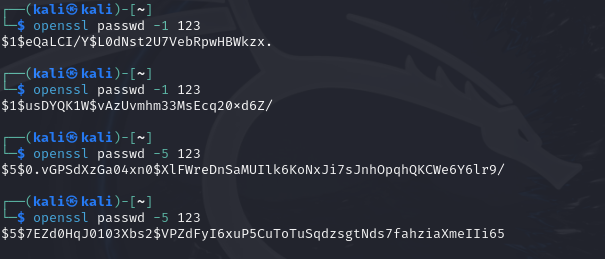 ┌──(kali㉿kali)-[~]
└─$ openssl passwd -1 123
$1$eQaLCI/Y$L0dNst2U7VebRpwHBWkzx.
┌──(kali㉿kali)-[~]
└─$ openssl passwd -1 123
$1$usDYQK1W$vAzUvmhm33MsEcq20×d6Z/
┌──(kali㉿kali)-[~]
└─$ openssl passwd -5 123
$5$0.vGPSdXzGa04xn0$XlFWreDnSaMUIlk6KoNxJi7sJnhOpqhQKCWe6Y6lr9/
┌──(kali㉿kali)-[~]
└─$ openssl passwd -5 123
$5$7EZd0HqJ0103Xbs2$VPZdFyI6xuP5CuToTuSqdzsgtNds7fahziaXmeIIi65